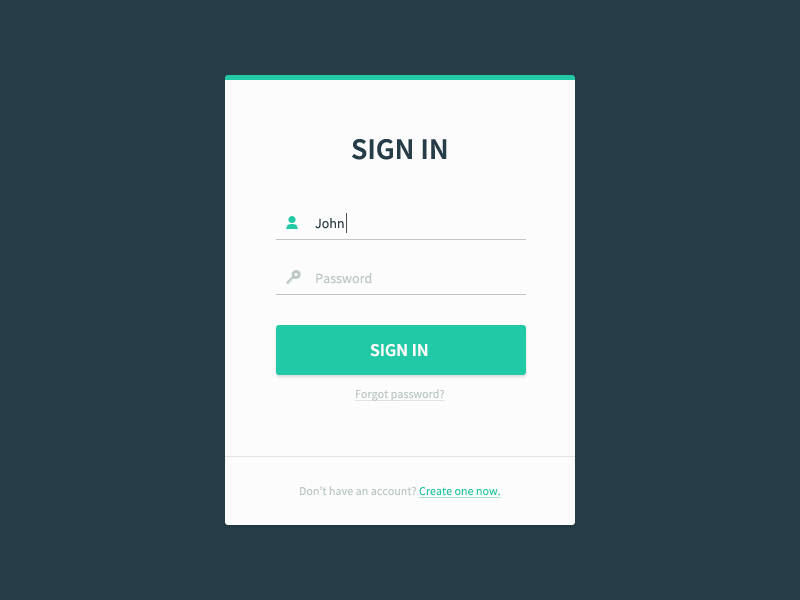 SIGN IN
John
Password
SIGN IN
Forgot password?
Don't have an account? Create one now.